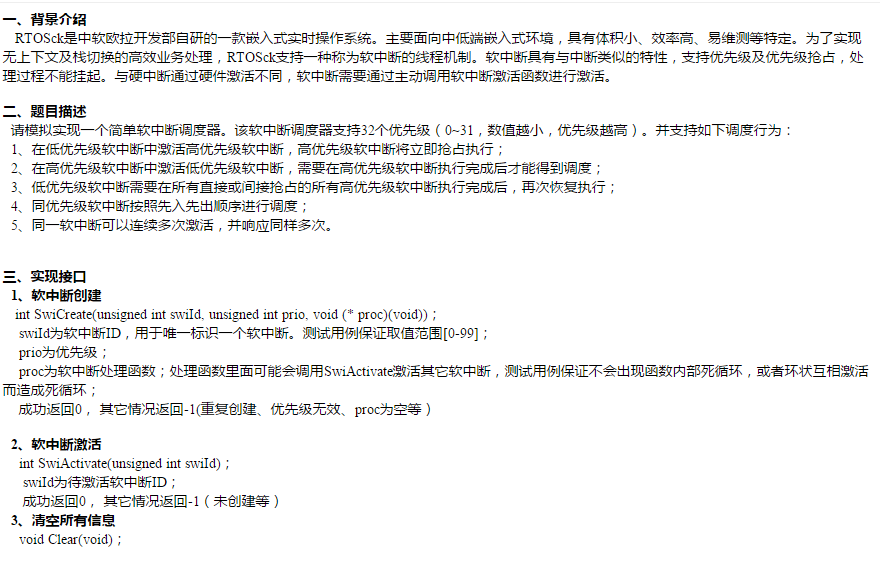 一、背景介绍
RTOSck是中软欧拉开发部自研的一款嵌入式实时操作系统。主要面向中低端嵌入式环境，具有体积小、效率高、易维测等特定。为了实现
无上下文及栈切换的高效业务处理，RTOSck支持一种称为软中断的线程机制。软中断具有与中断类似的特性，支持优先级及优先级抢占，处
理过程不能挂起。与硬中断通过硬件激活不同，软中断需要通过主动调用软中断激活函数进行激活。
二、题目描述
请模拟实现一个简单软中断调度器。该软中断调度器支持32个优先级（0~31，数值越小，优先级越高）。并支持如下调度行为：
1、在低优先级软中断中激活高优先级软中断，高优先级软中断将立即抢占执行；
2、在高优先级软中断中激活低优先级软中断，需要在高优先级软中断执行完成后才能得到调度；
3、低优先级软中断需要在所有直接或间接抢占的所有高优先级软中断执行完成后，再次恢复执行；
4、同优先级软中断按照先入先出顺序进行调度；
5、同一软中断可以连续多次激活，并响应同样多次。
三、实现接口
1、软中断创建
int SwiCreate(unsigned int swiId, unsigned int prio, void (* proc)(void))；
swiId为软中断ID，用于唯一标识一个软中断。测试用例保证取值范围[0-99]；
prio为优先级；
proc为软中断处理函数；处理函数里面可能会调用SwiActivate激活其它软中断，测试用例保证不会出现函数内部死循环，或者环状互相激活
而造成死循环；
成功返回0， 其它情况返回-1(重复创建、优先级无效、proc为空等）
2、软中断激活
int SwiActivate(unsigned int swiId)；
swiId为待激活软中断ID；
成功返回0， 其它情况返回-1（未创建等）
3、清空所有信息
void Clear(void)；